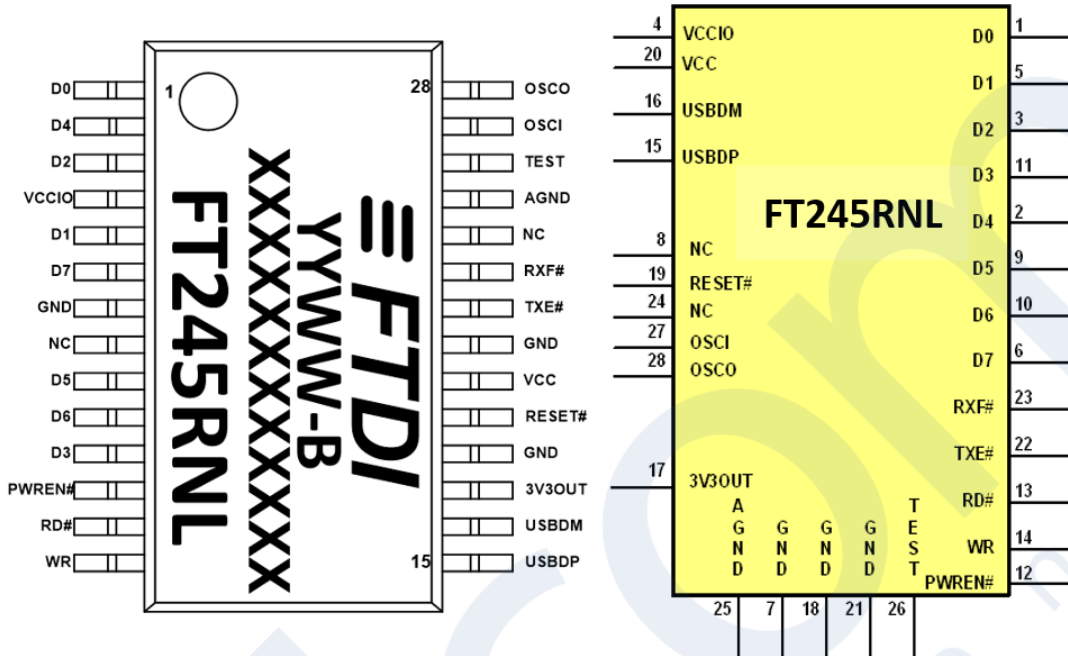 D0
D4
D2
VCCIO
D1
D7
GND
NC
D5
D6
D3
PWREN#
RD#
WR
1
28
15
FT245RNL
XXXXXXXXXXXX
YYWW-B
FTDI
OSCO
OSCI
TEST
AGND
NC
RXF#
TXE#
GND
VCC
RESET#
GND
3V3OUT
USBDM
USBDP
4
VCCIO
20
VCC
16
USBDM
15
USBDP
8
NC
19
RESET#
24
NC
27
OSCI
28
OSCO
17
3V3OUT
FT245RNL
D0
1
D1
5
D2
3
D3
11
D4
2
D5
9
D6
10
D7
6
RXF#
23
TXE#
22
RD#
13
WR
14
PWREN#
12
AGND
GND
GND
GND
TEST
25
7
18
21
26